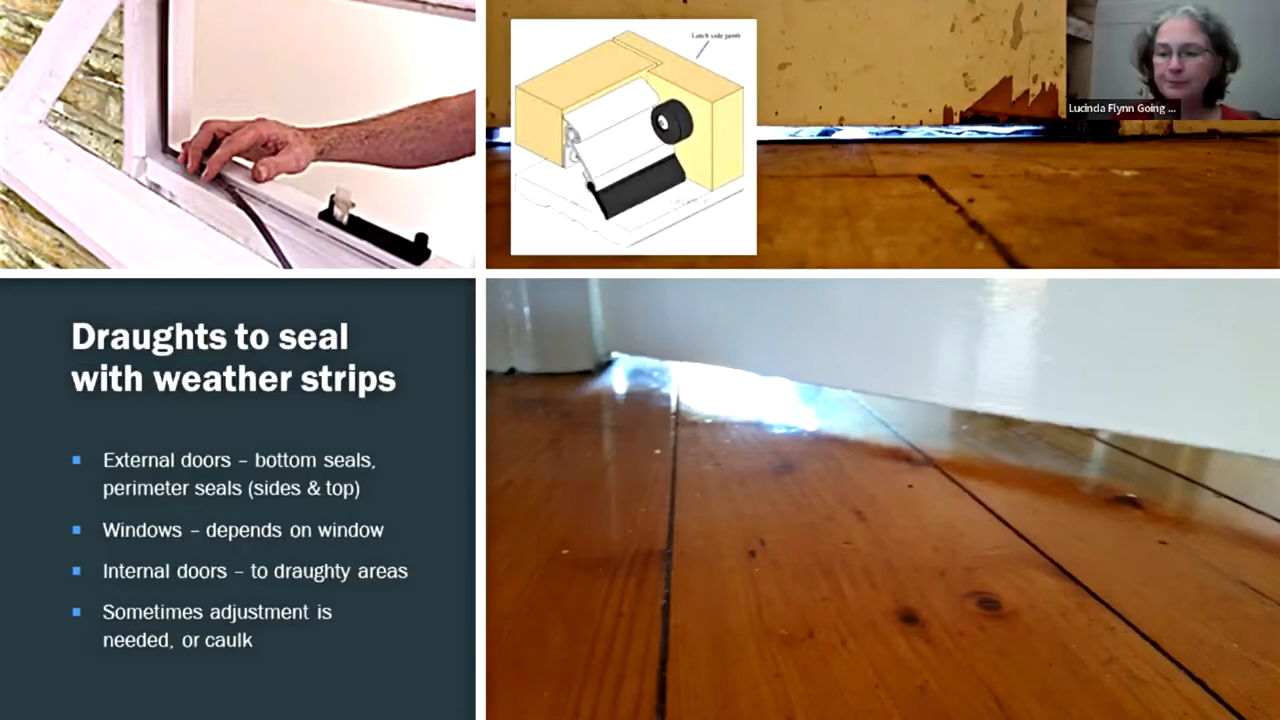 Latch side jamb
Lucinda Flynn Going ...
Draughts to seal
with weather strips
External doors – bottom seals,
perimeter seals (sides & top)
Windows – depends on window
Internal doors – to draughty areas
Sometimes adjustment is
needed, or caulk